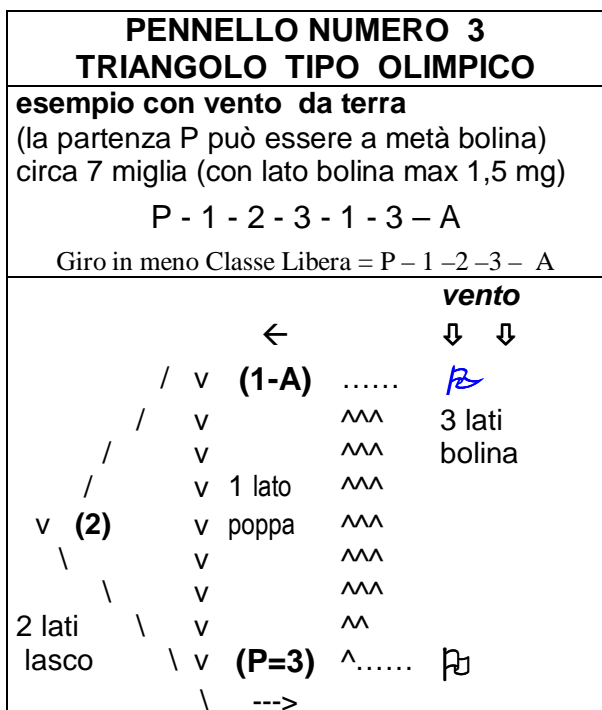 PENNELLO NUMERO 3
TRIANGOLO TIPO OLIMPICO
esempio con vento da terra
(la partenza P può essere a metà bolina)
circa 7 miglia (con lato bolina max 1,5 mg)
P - 1 - 2 - 3 - 1 - 3 – A
Giro in meno Classe Libera = P – 1 –2 –3 – A
vento
← ⇩ ⇩
/ v (1-A) ……
/ v ^^^ 3 lati
/ v ^^^ bolina
/ v 1 lato ^^^
v (2) v poppa ^^^
\ v ^^^
\ v ^^^
2 lati \ v ^^
lasco \ v (P=3) ^……
\ --->